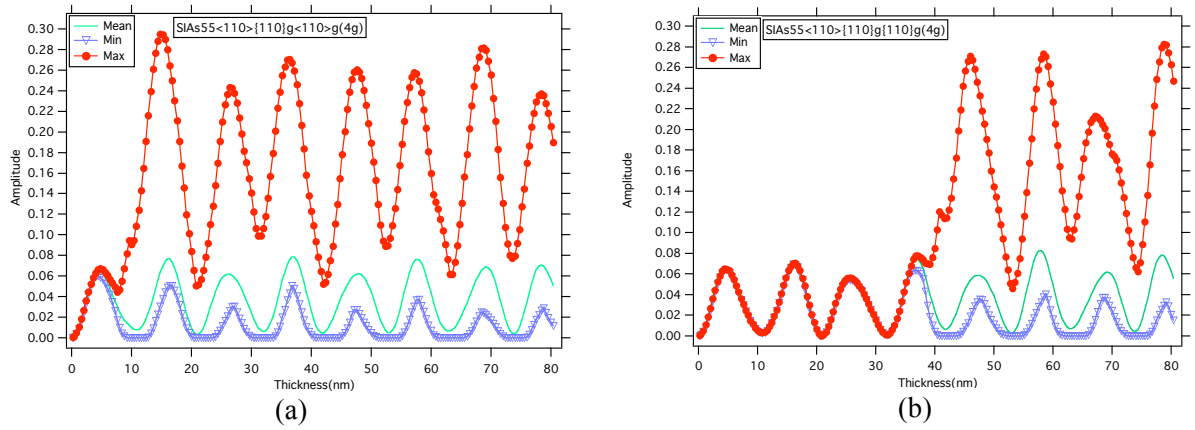 Mean
Min
Max
SIAs55<110>{110}g<110>g(4g)
0.30
0.28
0.26
0.24
0.22
0.20
0.18
0.16
0.14
0.12
0.10
0.08
0.06
0.04
0.02
0.00
Amplitude
0 10 20 30 40 50 60 70 80
Thickness(nm)
(a)
Mean
Min
Max
SIAs55<110>{110}g{110}g(4g)
0.30
0.28
0.26
0.24
0.22
0.20
0.18
0.16
0.14
0.12
0.10
0.08
0.06
0.04
0.02
0.00
Amplitude
0 10 20 30 40 50 60 70 80
Thickness(nm)
(b)